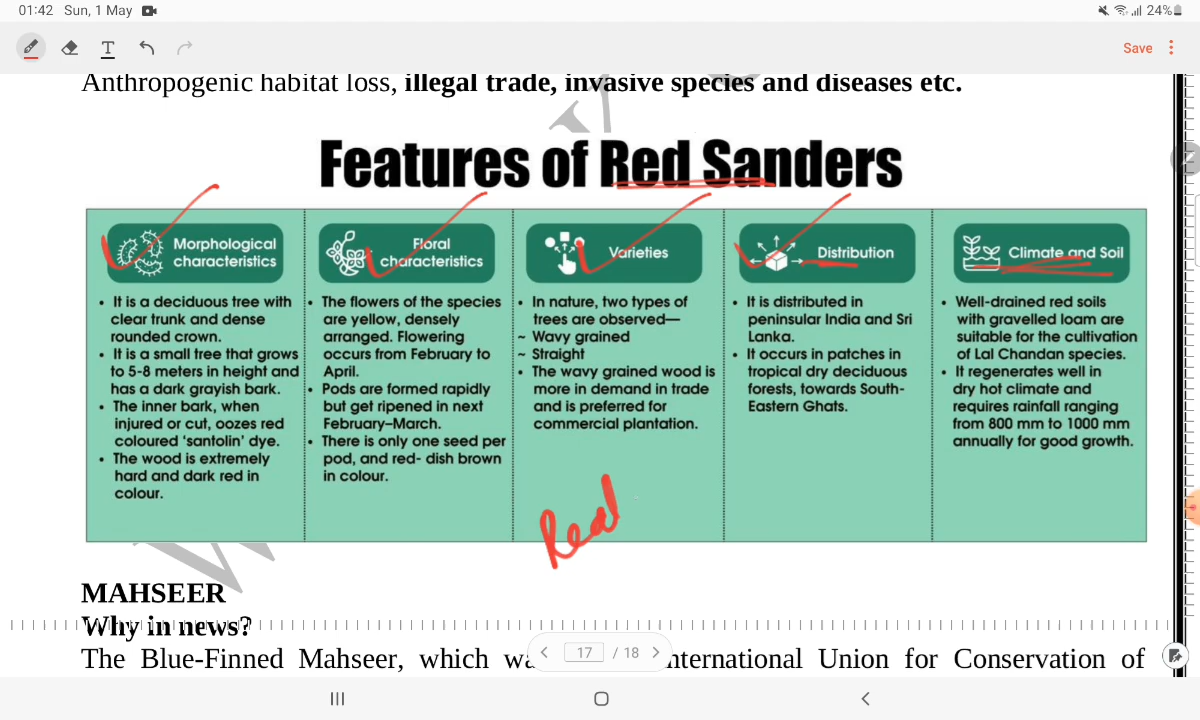 01:42 Sun, 1 May
24%
T
Save
Anthropogenic habitat loss, illegal trade, invasive species and diseases etc.
Features of Red Sanders
Morphological
characteristics
• It is a deciduous tree with
clear trunk and dense
rounded crown.
• It is a small tree that grows
to 5-8 meters in height and
has a dark grayish bark.
• The inner bark, when
injured or cut, oozes red
coloured 'santolin' dye.
• The wood is extremely
hard and dark red in
colour.
Floral
characteristics
• The flowers of the species
are yellow, densely
arranged. Flowering
occurs from February to
April.
• Pods are formed rapidly
but get ripened in next
February–March.
• There is only one seed per
pod, and red- dish brown
in colour.
Varieties
• In nature, two types of
trees are observed—
~ Wavy grained
~ Straight
• The wavy grained wood is
more in demand in trade
and is preferred for
commercial plantation.
Distribution
• It is distributed in
peninsular India and Sri
Lanka.
• It occurs in patches in
tropical dry deciduous
forests, towards South-
Eastern Ghats.
Climate and Soil
• Well-drained red soils
with gravelled loam are
suitable for the cultivation
of Lal Chandan species.
• It regenerates well in
dry hot climate and
requires rainfall ranging
from 800 mm to 1000 mm
annually for good growth.
Red
MAHSEER
Why in news?
The Blue-Finned Mahseer, which International Union for Conservation of
17 / 18